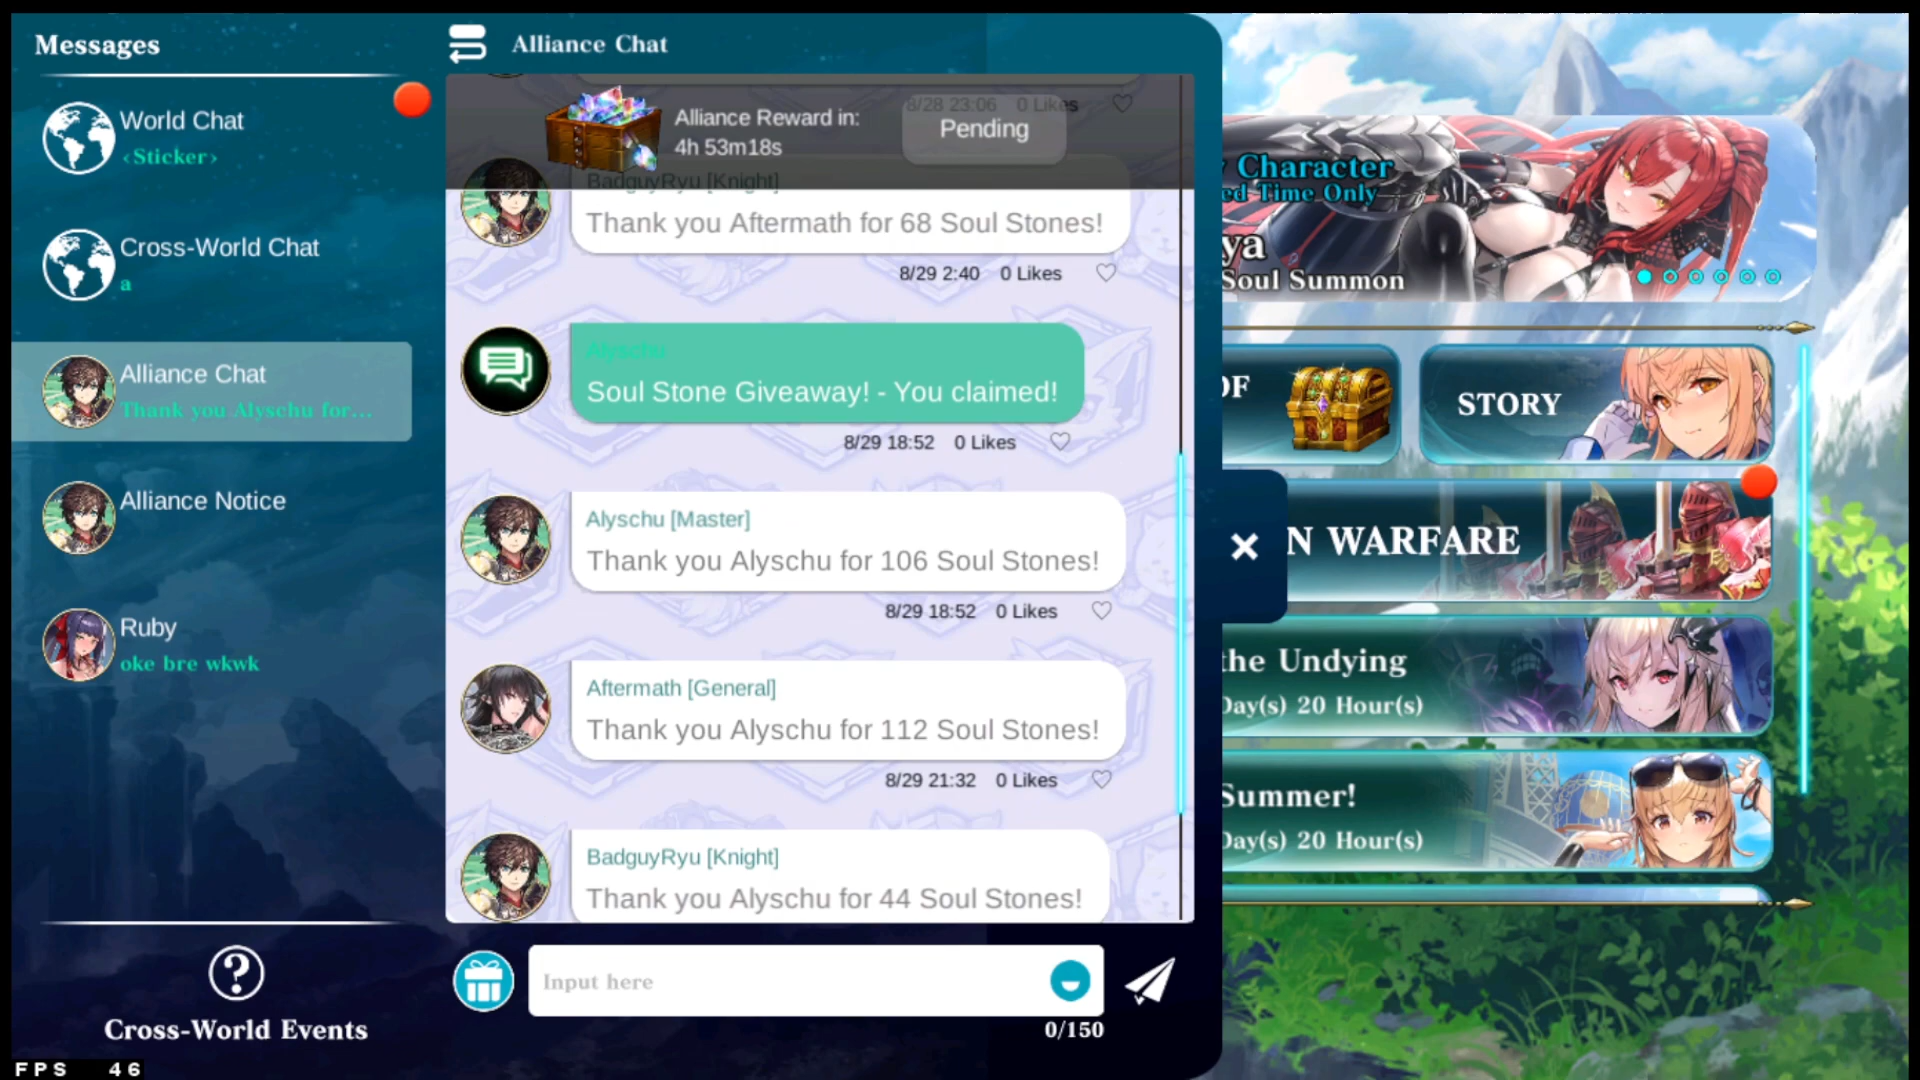 Messages
World Chat
‹Sticker›
Cross-World Chat
a
Alliance Chat
Thank you Alyschu for...
Alliance Notice
Ruby
oke bre wkwk
Cross-World Events
FPS 46
Alliance Chat
8/28 23:06 0 Likes
Alliance Reward in:
4h 53m18s
Pending
BadguyRyu [Knight]
Thank you Aftermath for 68 Soul Stones!
8/29 2:40 0 Likes
Alyschu
Soul Stone Giveaway! - You claimed!
8/29 18:52 0 Likes
Alyschu [Master]
Thank you Alyschu for 106 Soul Stones!
8/29 18:52 0 Likes
Aftermath [General]
Thank you Alyschu for 112 Soul Stones!
8/29 21:32 0 Likes
BadguyRyu [Knight]
Thank you Alyschu for 44 Soul Stones!
Input here
0/150
Character
ed Time Only
ya
Soul Summon
OF
STORY
N WARFARE
the Undying
Day(s) 20 Hour(s)
Summer!
Day(s) 20 Hour(s)